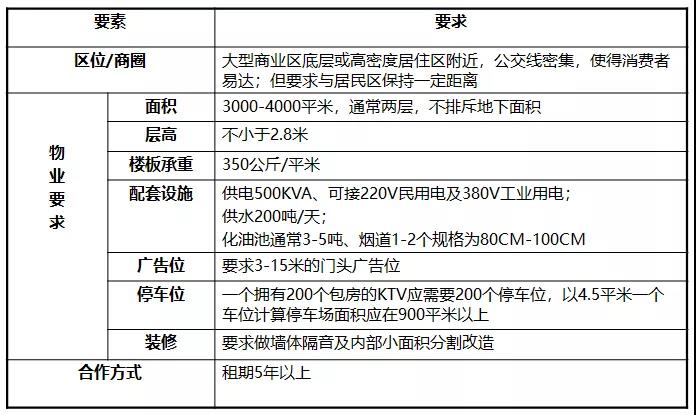 要素 要求
区位/商圈 大型商业区底层或高密度居住区附近，公交线密集，使得消费者
易达；但要求与居民区保持一定距离
物业要求
面积 3000-4000平米，通常两层，不排斥地下面积
层高 不小于2.8米
楼板承重 350公斤/平米
配套设施 供电500KVA、可接220V民用电及380V工业用电；
供水200吨/天；
化油池通常3-5吨、烟道1-2个规格为80CM-100CM
广告位 要求3-15米的门头广告位
停车位 一个拥有200个包房的KTV应需要200个停车位，以4.5平米一个
车位计算停车场面积应在900平米以上
装修 要求做墙体隔音及内部小面积分割改造
合作方式 租期5年以上